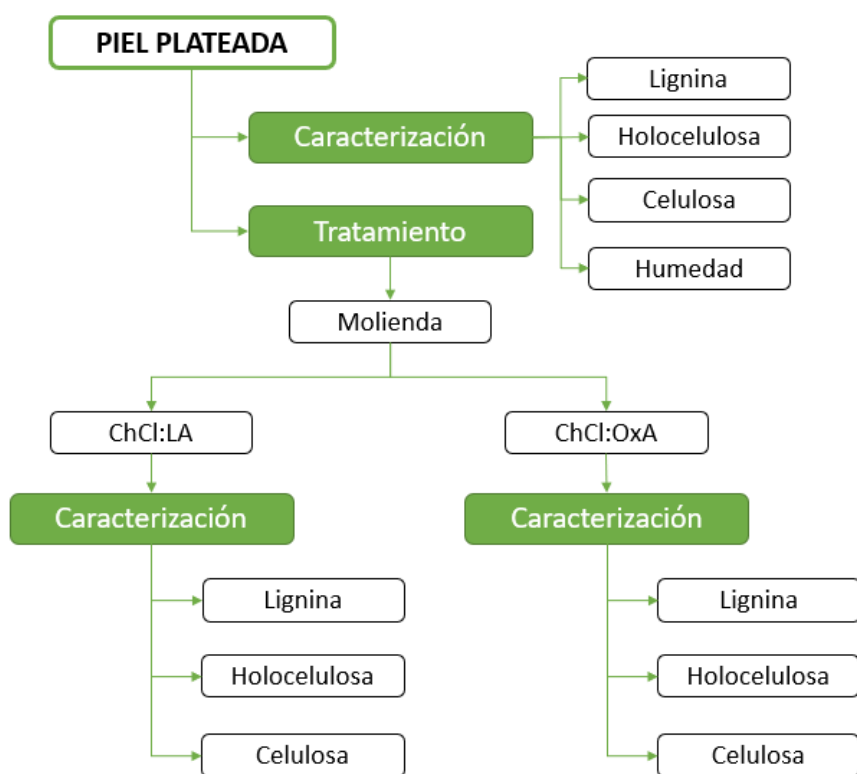 PIEL PLATEADA
Caracterización
Lignina
Holocelulosa
Celulosa
Humedad
Tratamiento
Molienda
ChCl:LA
Caracterización
Lignina
Holocelulosa
Celulosa
ChCl:OxA
Caracterización
Lignina
Holocelulosa
Celulosa